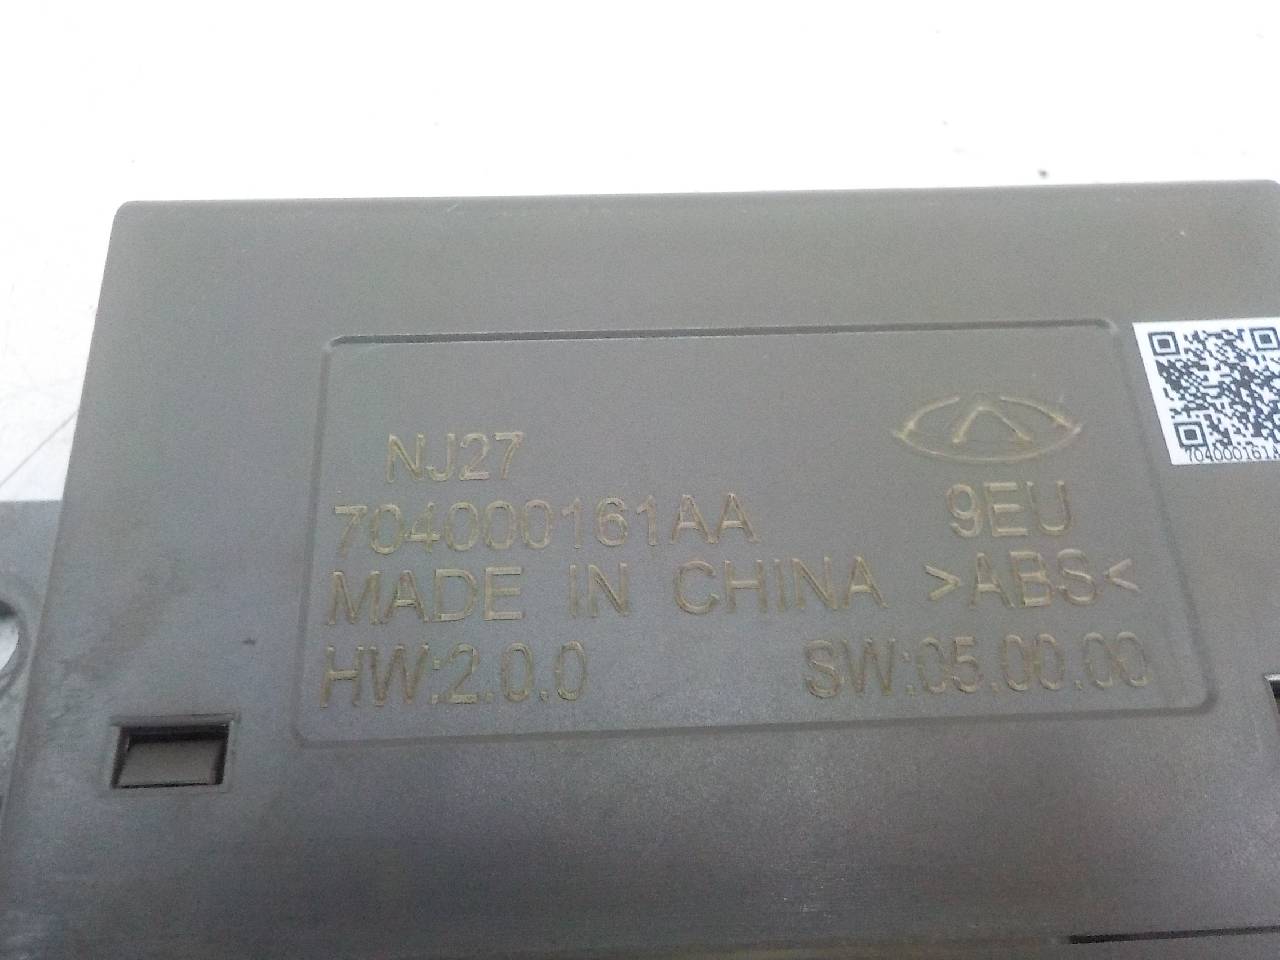 NJ27
704000161AA 9EU
MADE IN CHINA >ABS<
HW:2.0.0 SW:05.00.00
704000161A